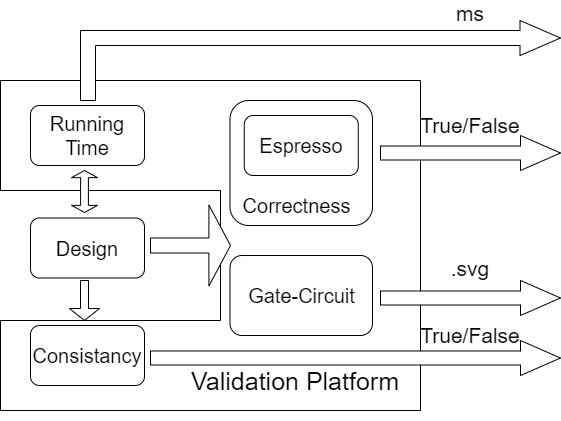 ms
Running
Time
True/False
Espresso
Correctness
Design
.svg
Gate-Circuit
True/False
Consistancy
Validation Platform